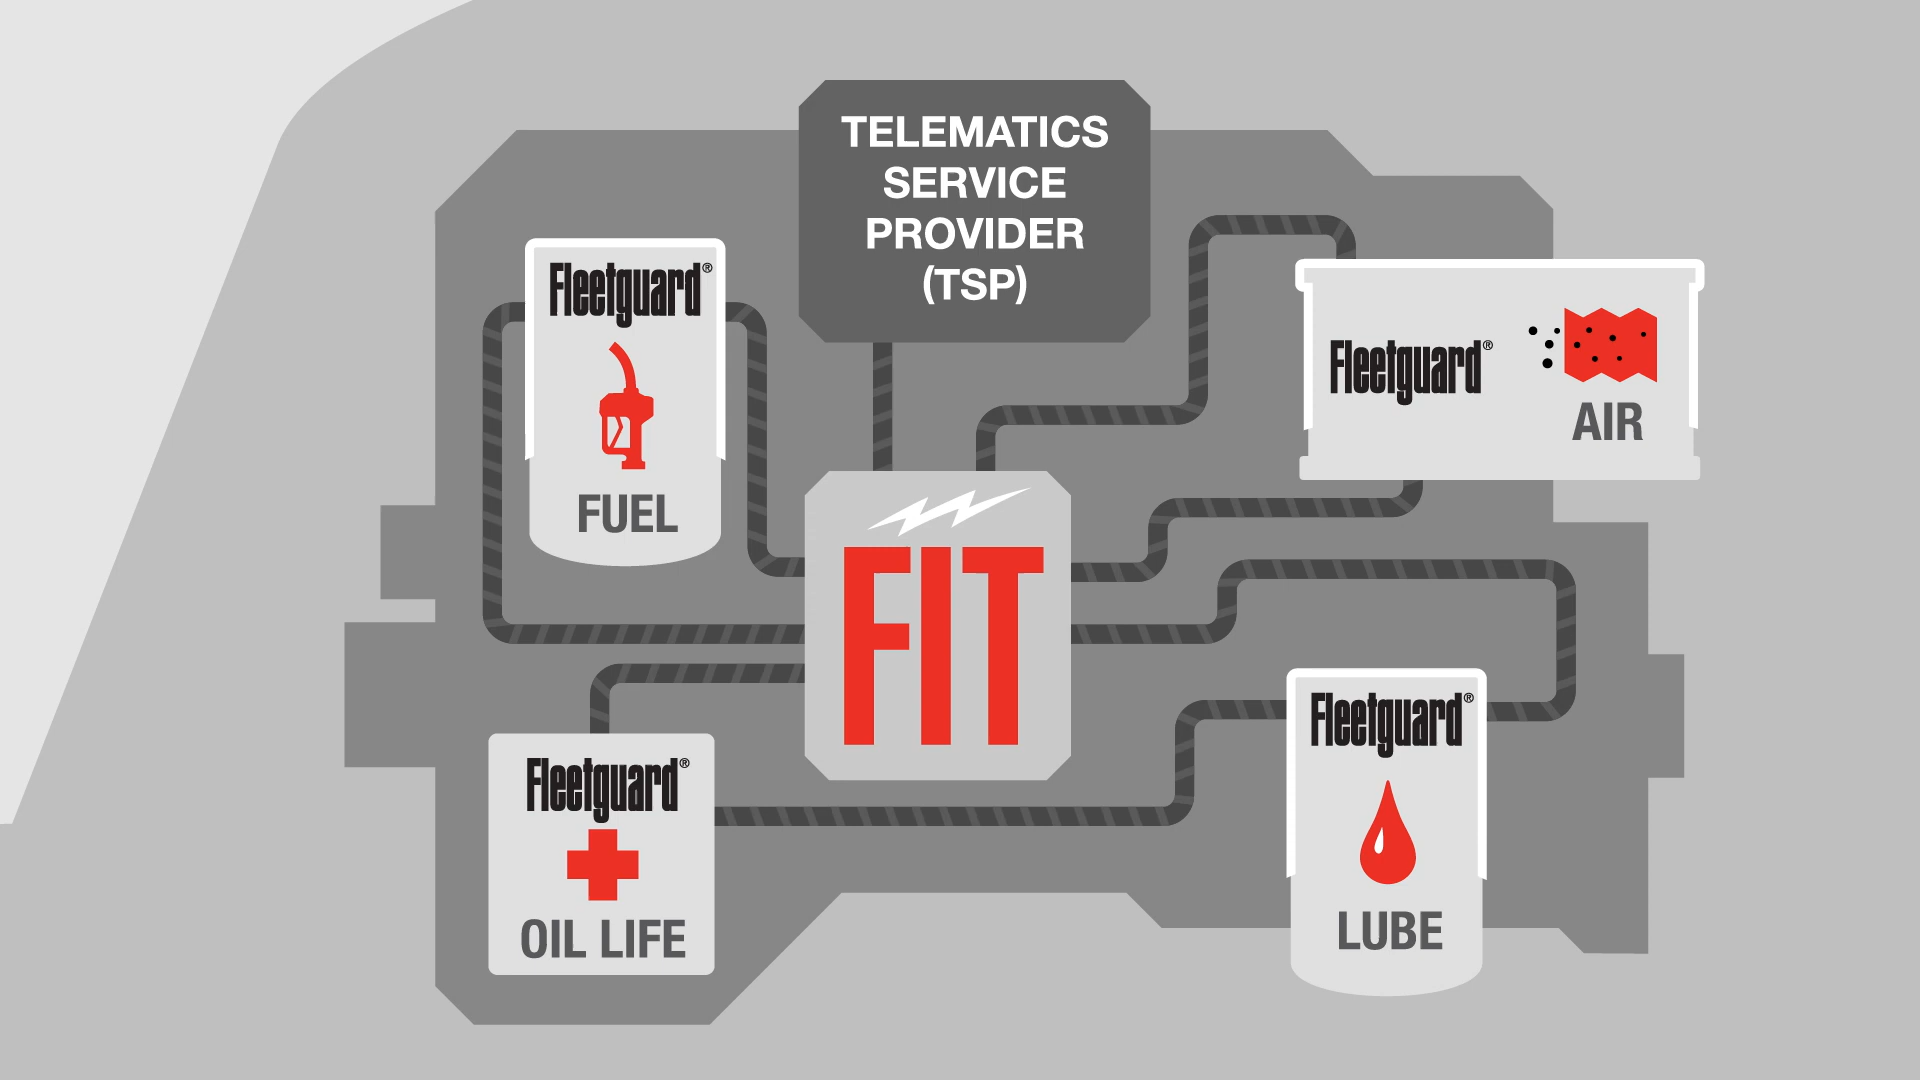 TELEMATICS
SERVICE
PROVIDER
(TSP)
Fleetguard®
FUEL
Fleetguard®
AIR
FIT
Fleetguard®
OIL LIFE
Fleetguard®
LUBE